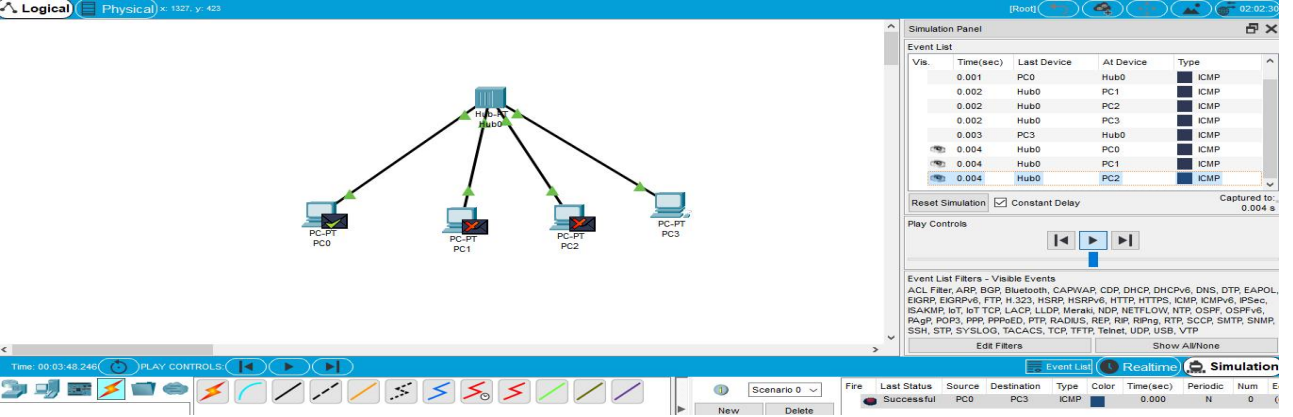 Logical Physical x: 1327, y: 423 [Root] 02:02:30
Simulation Panel
Event List
Vis. Time(sec) Last Device At Device Type
0.001 PC0 Hub0 ICMP
0.002 Hub0 PC1 ICMP
0.002 Hub0 PC2 ICMP
0.002 Hub0 PC3 ICMP
0.003 PC3 Hub0 ICMP
0.004 Hub0 PC0 ICMP
0.004 Hub0 PC1 ICMP
0.004 Hub0 PC2 ICMP
Reset Simulation Constant Delay Captured to:
0.004 s
Play Controls
Event List Filters - Visible Events
ACL Filter, ARP, BGP, Bluetooth, CAPWAP, CDP, DHCP, DHCPv6, DNS, DTP, EAPOL,
EIGRP, EIGRPv6, FTP, H.323, HSRP, HSRPv6, HTTP, HTTPS, ICMP, ICMPv6, IPSec,
ISAKMP, IoT, IoT TCP, LACP, LLDP, Meraki, NDP, NETFLOW, NTP, OSPF, OSPFv6,
PAgP, POP3, PPP, PPPoED, PTP, RADIUS, REP, RIP, RIPng, RTP, SCCP, SMTP, SNMP,
SSH, STP, SYSLOG, TACACS, TCP, TFTP, Telnet, UDP, USB, VTP
Edit Filters Show All/None
Hub-PT
Hub0
PC-PT
PC0
PC-PT
PC1
PC-PT
PC2
PC-PT
PC3
Time: 00:03:48.246 PLAY CONTROLS: Event List Realtime Simulation
Scenario 0
New Delete
Fire Last Status Source Destination Type Color Time(sec) Periodic Num
Successful PC0 PC3 ICMP 0.000 N 0